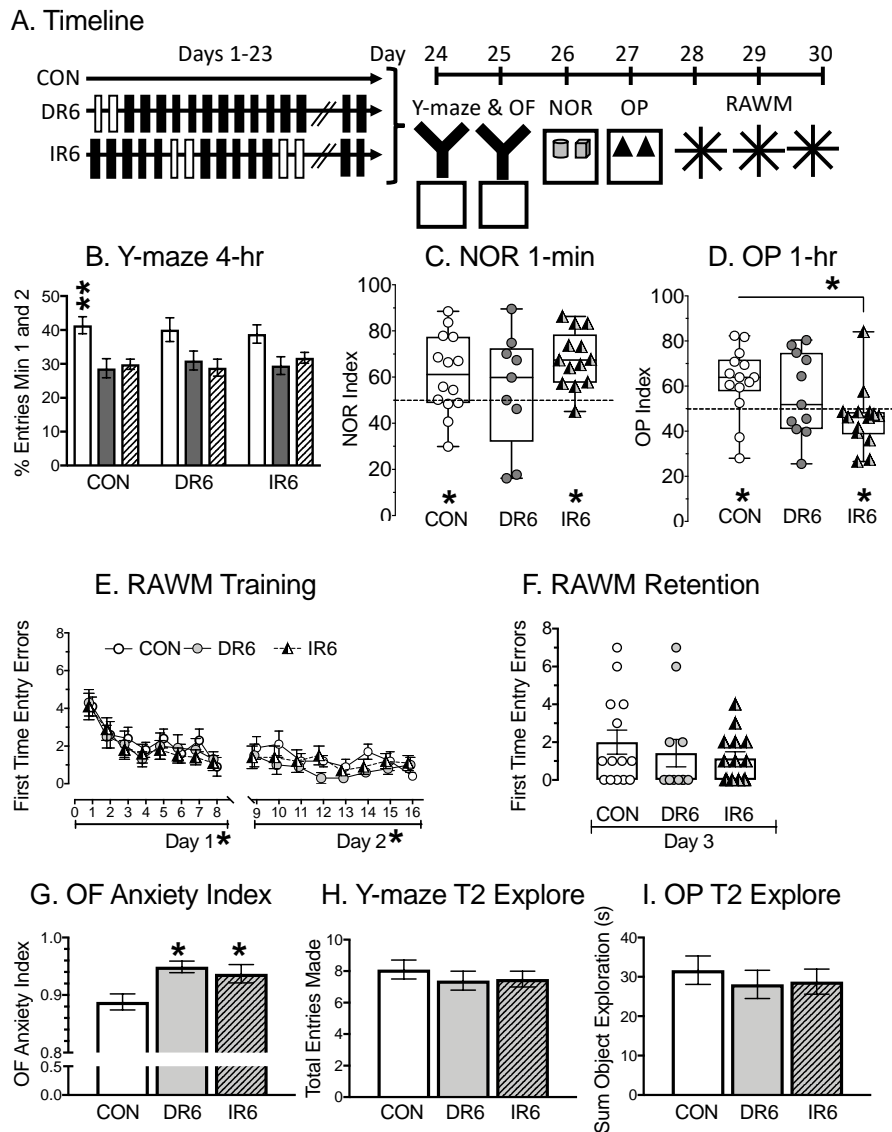 A. Timeline
Days 1-23
Day
24 25 26 27 28 29 30
CON
DR6
IR6
Y-maze & OF NOR OP RAWM
B. Y-maze 4-hr
% Entries Min 1 and 2
50
40
30
20
10
0
**
CON DR6 IR6
C. NOR 1-min
NOR Index
100
80
60
40
20
0
* *
CON DR6 IR6
D. OP 1-hr
*
OP Index
100
80
60
40
20
0
* *
CON DR6 IR6
E. RAWM Training
First Time Entry Errors
8
6
4
2
0
CON DR6 IR6
0 1 2 3 4 5 6 7 8 9 10 11 12 13 14 15 16
Day 1* Day 2*
F. RAWM Retention
First Time Entry Errors
8
6
4
2
0
CON DR6 IR6
Day 3
G. OF Anxiety Index
OF Anxiety Index
1.0
0.9
0.8
0.5
0.0
* *
CON DR6 IR6
H. Y-maze T2 Explore
Total Entries Made
10
8
6
4
2
0
CON DR6 IR6
I. OP T2 Explore
Sum Object Exploration (s)
40
30
20
10
0
CON DR6 IR6